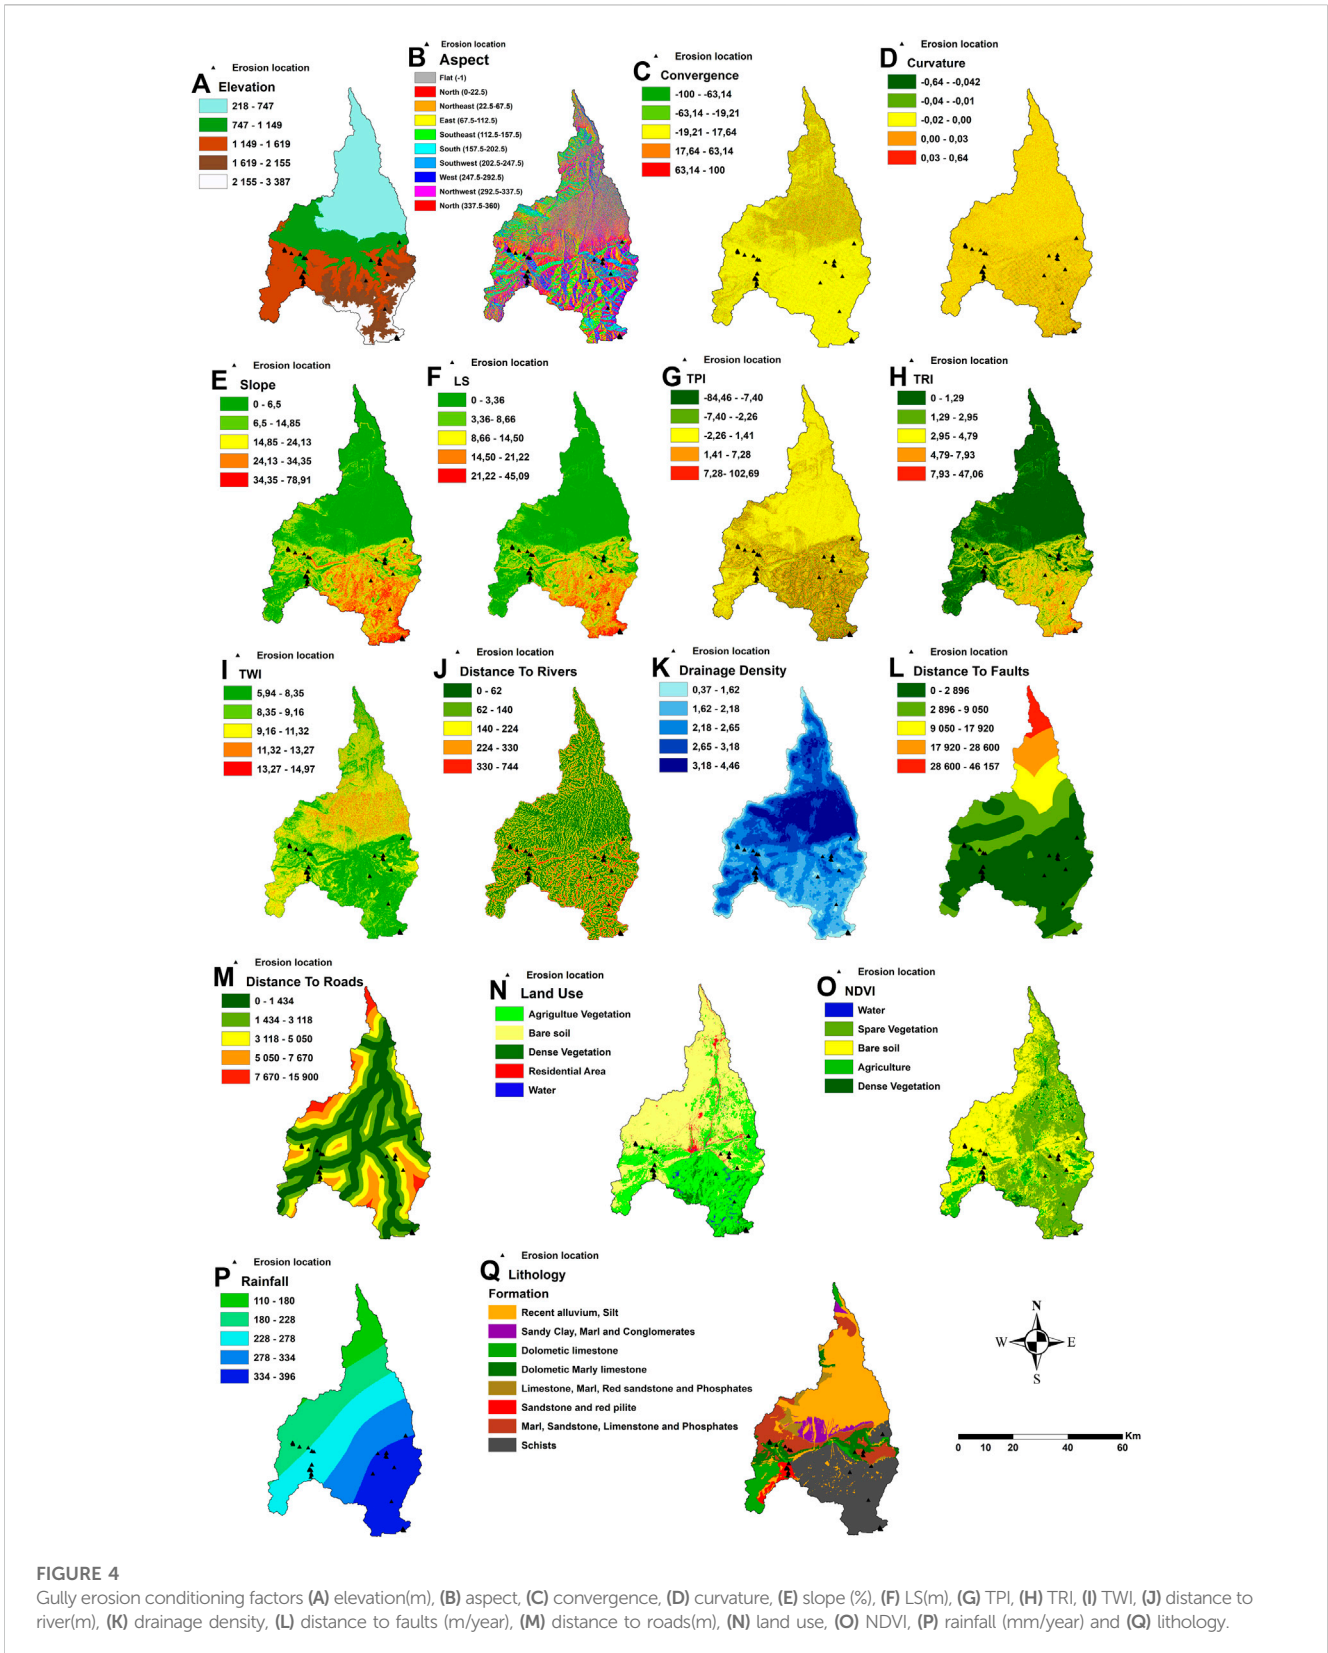 Erosion location
A Elevation
218 - 747
747 - 1 149
1 149 - 1 619
1 619 - 2 155
2 155 - 3 387
Erosion location
B Aspect
Flat (-1)
North (0-22.5)
Northeast (22.5-67.5)
East (67.5-112.5)
Southeast (112.5-157.5)
South (157.5-202.5)
Southwest (202.5-247.5)
West (247.5-292.5)
Northwest (292.5-337.5)
North (337.5-360)
Erosion location
C Convergence
-100 - -63,14
-63,14 - -19,21
-19,21 - 17,64
17,64 - 63,14
63,14 - 100
Erosion location
D Curvature
-0,64 - -0,042
-0,04 - -0,01
-0,02 - 0,00
0,00 - 0,03
0,03 - 0,64
Erosion location
E Slope
0 - 6,5
6,5 - 14,85
14,85 - 24,13
24,13 - 34,35
34,35 - 78,91
Erosion location
F LS
0 - 3,36
3,36- 8,66
8,66 - 14,50
14,50 - 21,22
21,22 - 45,09
Erosion location
G TPI
-84,46 - -7,40
-7,40 - -2,26
-2,26 - 1,41
1,41 - 7,28
7,28- 102,69
Erosion location
H TRI
0 - 1,29
1,29 - 2,95
2,95 - 4,79
4,79- 7,93
7,93 - 47,06
Erosion location
I TWI
5,94 - 8,35
8,35 - 9,16
9,16 - 11,32
11,32 - 13,27
13,27 - 14,97
Erosion location
J Distance To Rivers
0 - 62
62 - 140
140 - 224
224 - 330
330 - 744
Erosion location
K Drainage Density
0,37 - 1,62
1,62 - 2,18
2,18 - 2,65
2,65 - 3,18
3,18 - 4,46
Erosion location
L Distance To Faults
0 - 2 896
2 896 - 9 050
9 050 - 17 920
17 920 - 28 600
28 600 - 46 157
Erosion location
M Distance To Roads
0 - 1 434
1 434 - 3 118
3 118 - 5 050
5 050 - 7 670
7 670 - 15 900
Erosion location
N Land Use
Agrigultue Vegetation
Bare soil
Dense Vegetation
Residential Area
Water
Erosion location
O NDVI
Water
Spare Vegetation
Bare soil
Agriculture
Dense Vegetation
Erosion location
P Rainfall
110 - 180
180 - 228
228 - 278
278 - 334
334 - 396
Erosion location
Q Lithology
Formation
Recent alluvium, Silt
Sandy Clay, Marl and Conglomerates
Dolometic limestone
Dolometic Marly limestone
Limestone, Marl, Red sandstone and Phosphates
Sandstone and red pilite
Marl, Sandstone, Limenstone and Phosphates
Schists
N
W E
S
Km
0 10 20 40 60
FIGURE 4
Gully erosion conditioning factors (A) elevation(m), (B) aspect, (C) convergence, (D) curvature, (E) slope (%), (F) LS(m), (G) TPI, (H) TRI, (I) TWI, (J) distance to
river(m), (K) drainage density, (L) distance to faults (m/year), (M) distance to roads(m), (N) land use, (O) NDVI, (P) rainfall (mm/year) and (Q) lithology.